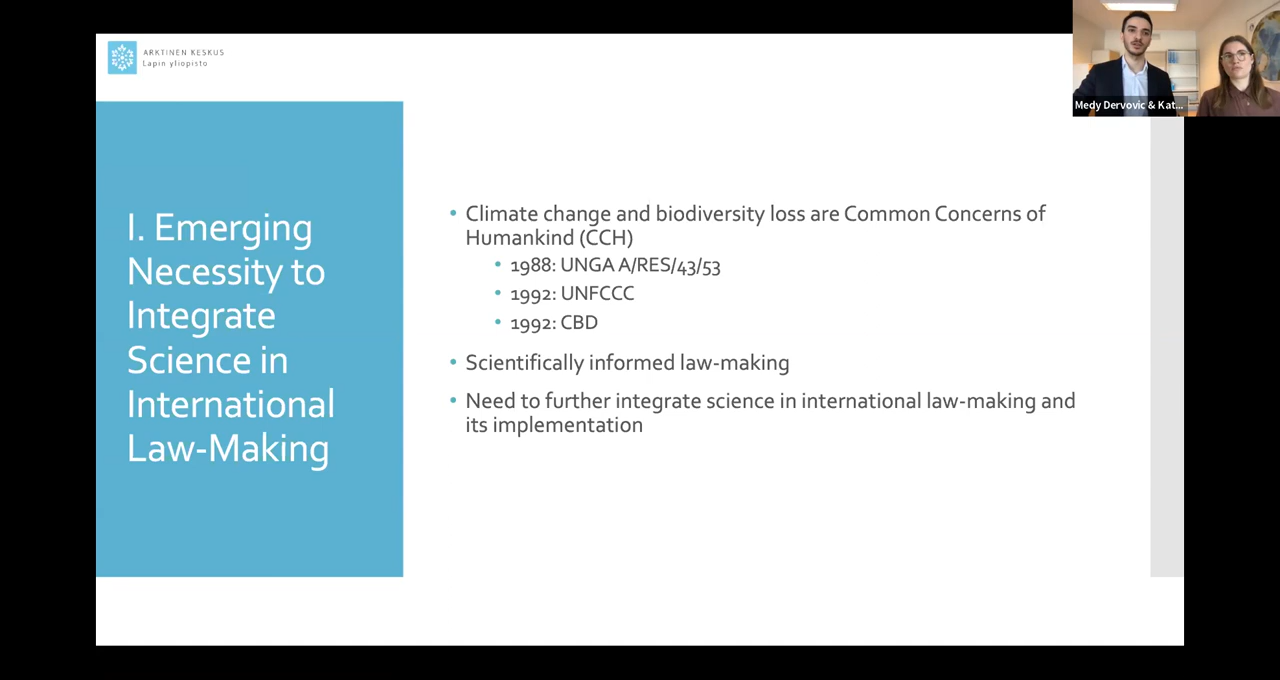 ARKTINEN KESKUS
Lapin yliopisto
Medy Dervovic & Kat...
I. Emerging
Necessity to
Integrate
Science in
International
Law-Making
• Climate change and biodiversity loss are Common Concerns of
Humankind (CCH)
• 1988: UNGA A/RES/43/53
• 1992: UNFCCC
• 1992: CBD
• Scientifically informed law-making
• Need to further integrate science in international law-making and
its implementation